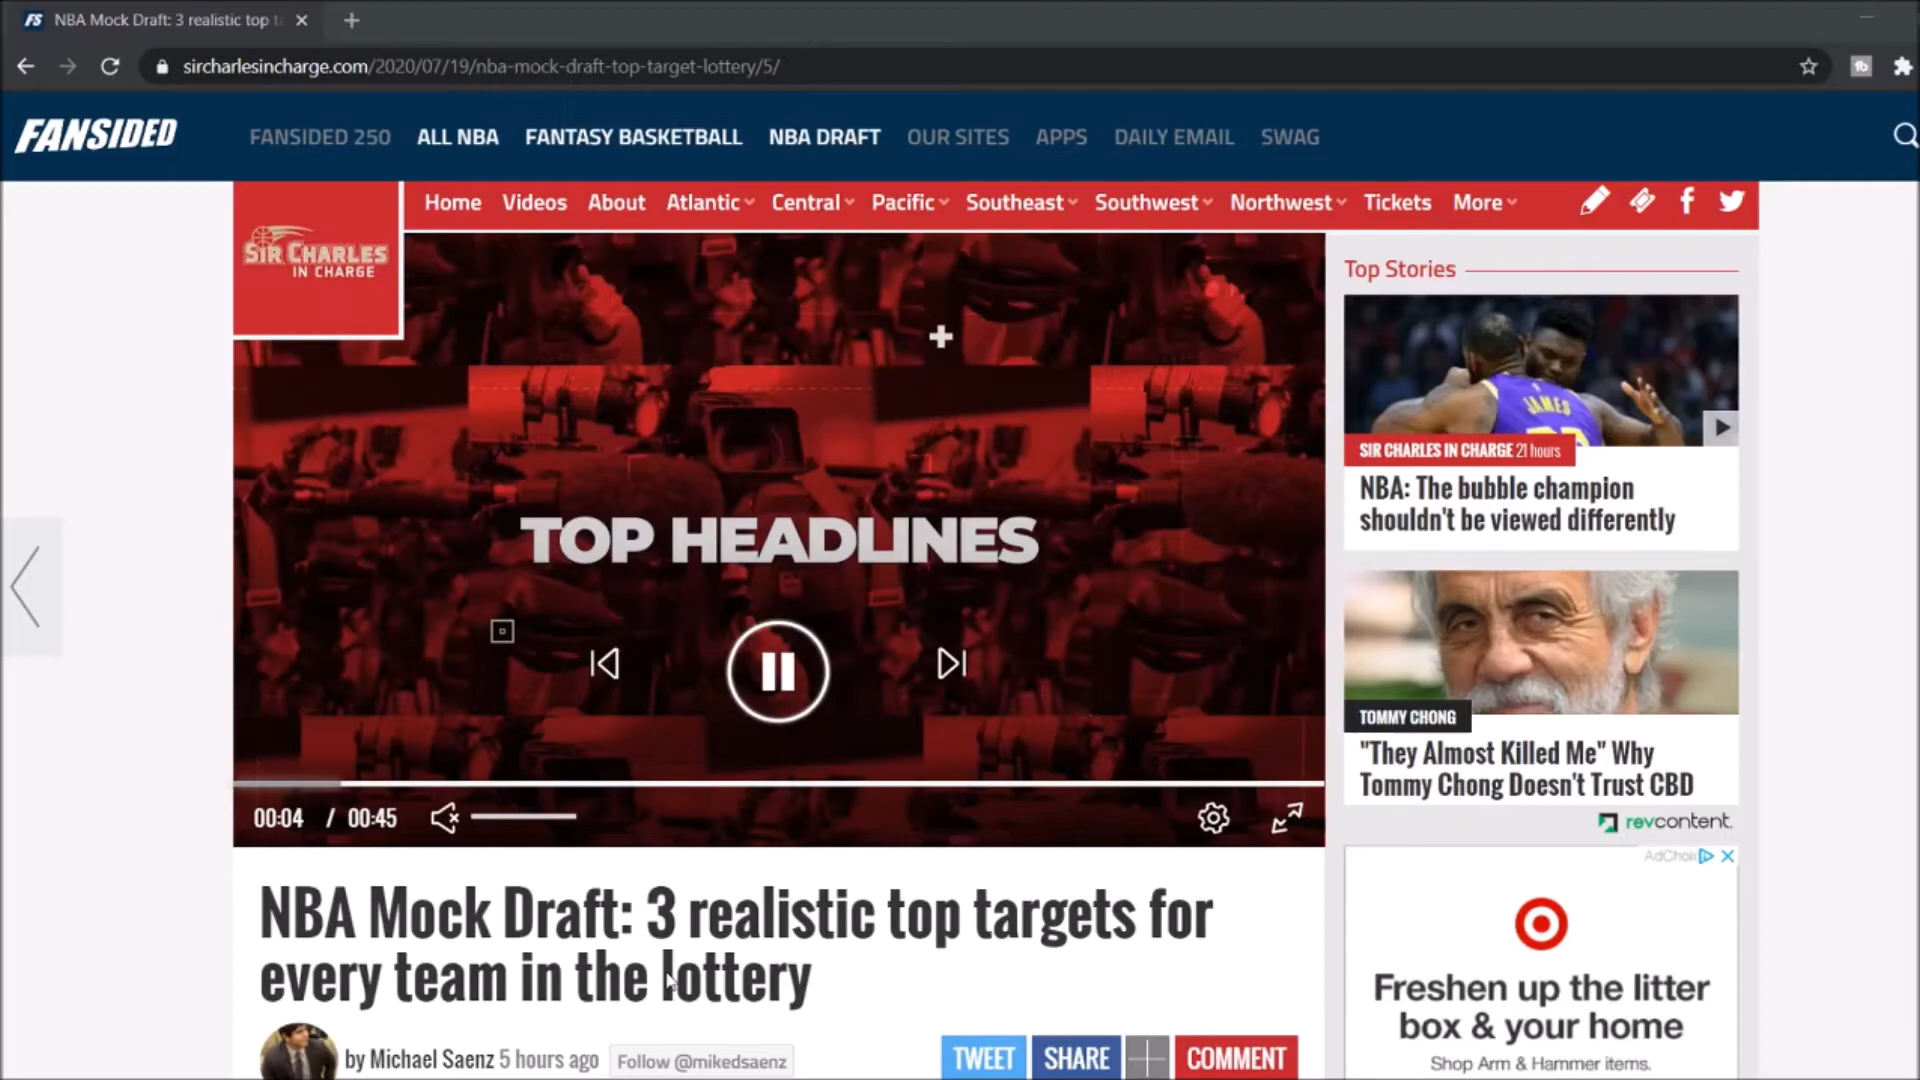 FS NBA Mock Draft: 3 realistic top t
sircharlesincharge.com/2020/07/19/nba-mock-draft-top-target-lottery/5/
FANSIDED
FANSIDED 250 ALL NBA FANTASY BASKETBALL NBA DRAFT OUR SITES APPS DAILY EMAIL SWAG
SIR CHARLES
IN CHARGE
Home Videos About Atlantic Central Pacific Southeast Southwest Northwest Tickets More
TOP HEADLINES
00:04 / 00:45
NBA Mock Draft: 3 realistic top targets for
every team in the lottery
by Michael Saenz 5 hours ago Follow @mikedsaenz
TWEET SHARE COMMENT
Top Stories
JAMES
SIR CHARLES IN CHARGE 21 hours
NBA: The bubble champion
shouldn't be viewed differently
TOMMY CHONG
"They Almost Killed Me" Why
Tommy Chong Doesn't Trust CBD
revcontent.
Freshen up the litter
box & your home
Shop Arm & Hammer items.